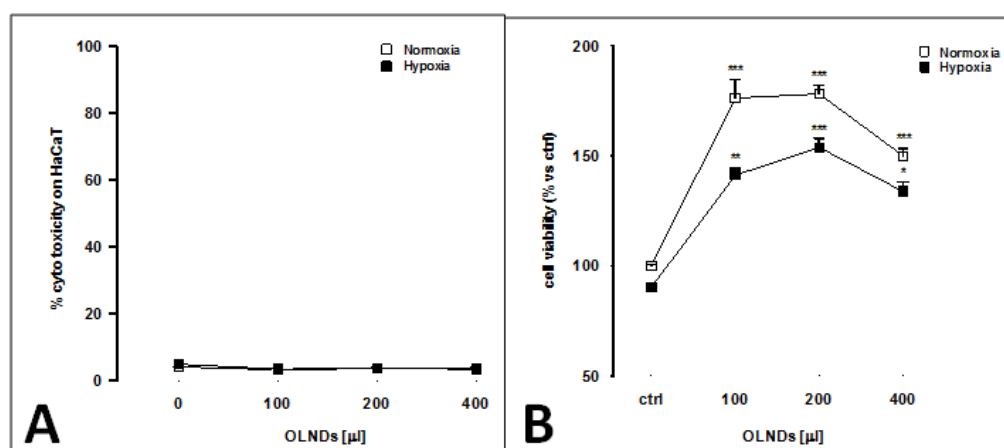 100
80
60
40
20
0
% cyto toxicity on HaCaT
Normoxia
Hypoxia
0 100 200 400
OLNDs [µl]
A
200
150
100
50
cell viability (% vs ctrl)
Normoxia
Hypoxia
***
***
***
**
***
*
ctrl 100 200 400
OLNDs [µl]
B